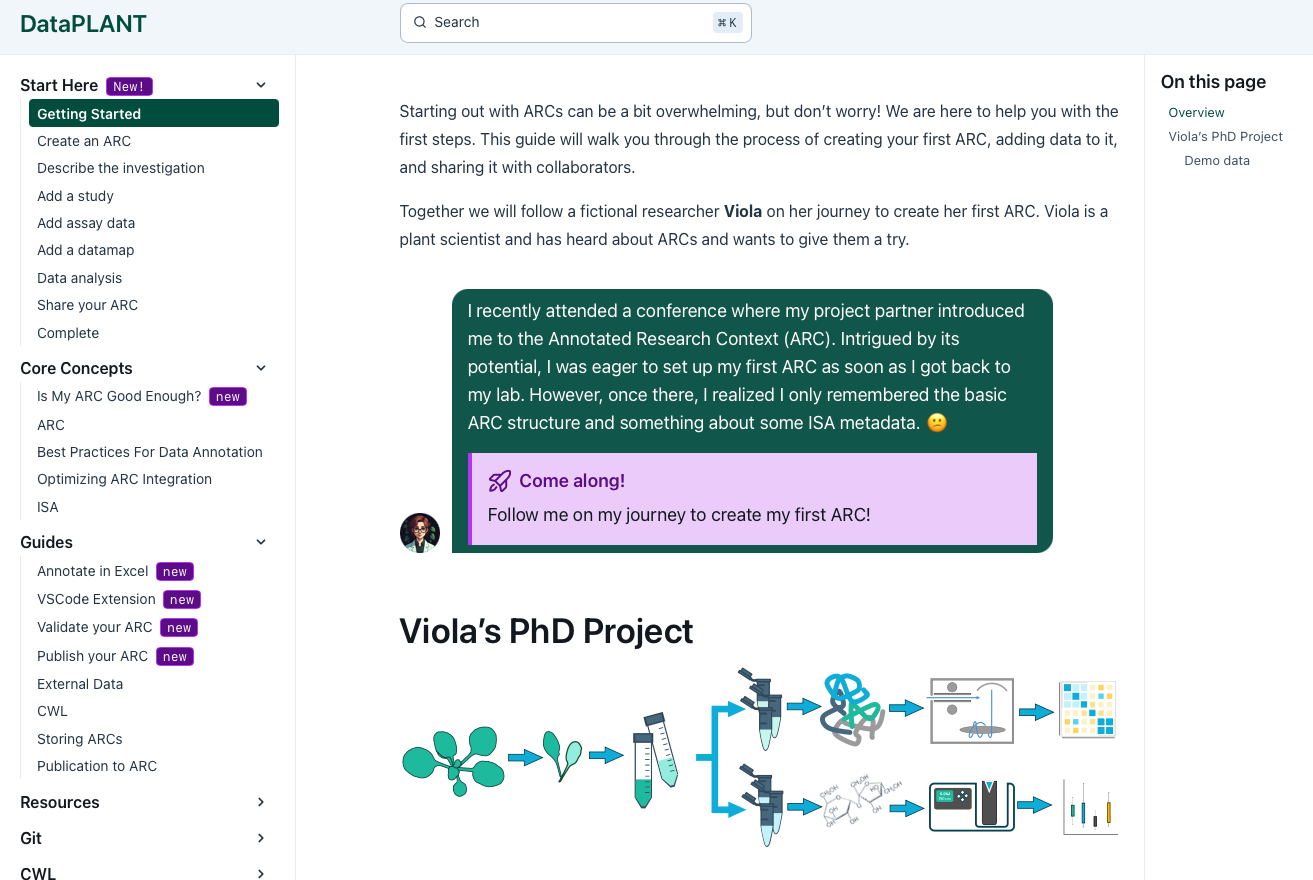 DataPLANT
Search
⌘ K
Start Here New!
Getting Started
Create an ARC
Describe the investigation
Add a study
Add assay data
Add a datamap
Data analysis
Share your ARC
Complete
Core Concepts
Is My ARC Good Enough? new
ARC
Best Practices For Data Annotation
Optimizing ARC Integration
ISA
Guides
Annotate in Excel new
VSCode Extension new
Validate your ARC new
Publish your ARC new
External Data
CWL
Storing ARCs
Publication to ARC
Resources
Git
CWL
Starting out with ARCs can be a bit overwhelming, but don’t worry! We are here to help you with the
first steps. This guide will walk you through the process of creating your first ARC, adding data to it,
and sharing it with collaborators.
Together we will follow a fictional researcher Viola on her journey to create her first ARC. Viola is a
plant scientist and has heard about ARCs and wants to give them a try.
I recently attended a conference where my project partner introduced
me to the Annotated Research Context (ARC). Intrigued by its
potential, I was eager to set up my first ARC as soon as I got back to
my lab. However, once there, I realized I only remembered the basic
ARC structure and something about some ISA metadata. 😕
Come along!
Follow me on my journey to create my first ARC!
Viola’s PhD Project
CH₂OH
CH₂OH
CH₂OH
HO
OH
OH
OH
OH
On this page
Overview
Viola’s PhD Project
Demo data